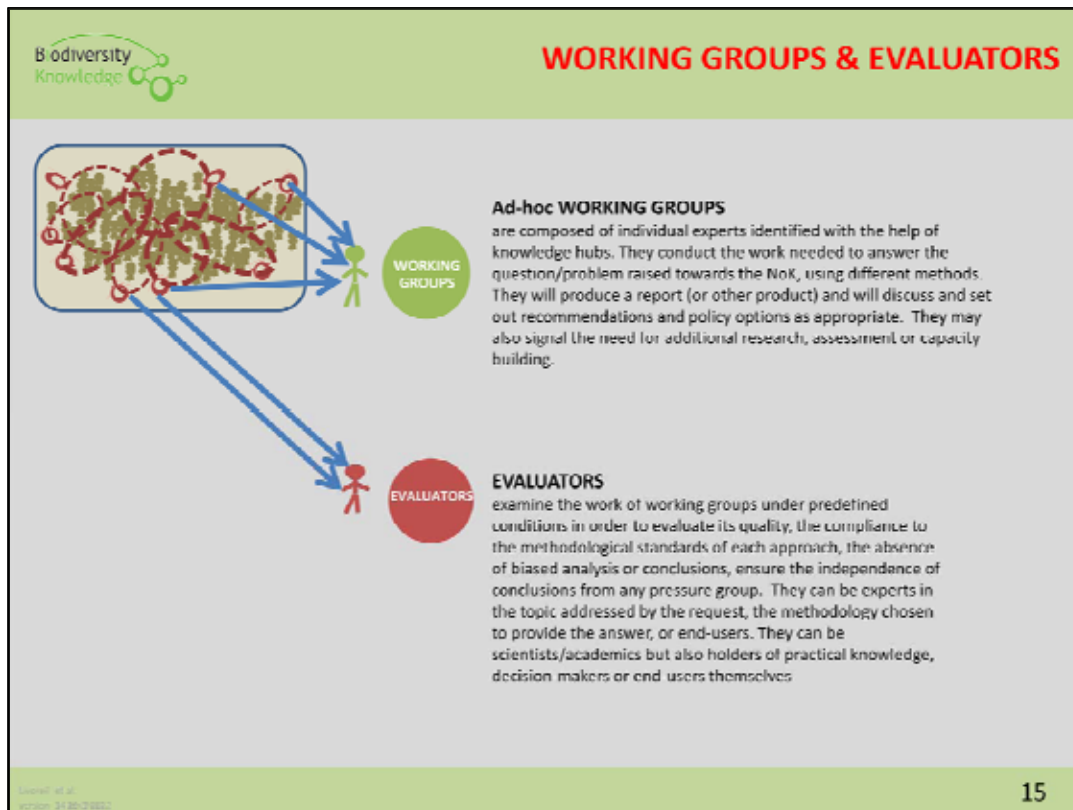 Biodiversity
Knowledge
WORKING GROUPS & EVALUATORS
WORKING
GROUPS
Ad-hoc WORKING GROUPS
are composed of individual experts identified with the help of
knowledge hubs. They conduct the work needed to answer the
question/problem raised towards the NoK, using different methods.
They will produce a report (or other product) and will discuss and set
out recommendations and policy options as appropriate. They may
also signal the need for additional research, assessment or capacity
building.
EVALUATORS
EVALUATORS
examine the work of working groups under predefined
conditions in order to evaluate its quality, the compliance to
the methodological standards of each approach, the absence
of biased analysis or conclusions, ensure the independence of
conclusions from any pressure group. They can be experts in
the topic addressed by the request, the methodology chosen
to provide the answer, or end-users. They can be
scientists/academics but also holders of practical knowledge,
decision makers or end users themselves
et al.
version
15